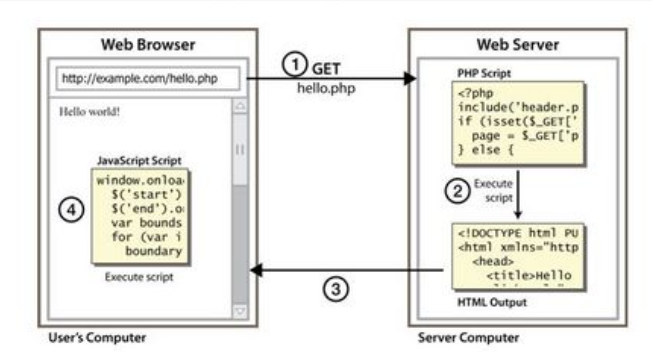 Web Browser
http://example.com/hello.php
Hello world!
JavaScript Script
window.onloa
$('start')
$('end').o
var bounds
for (var i
boundary
4
Execute script
User's Computer
1 GET
hello.php
3
Web Server
PHP Script
<?php
include('header.p
if (isset($_GET['
page = $_GET['p
} else {
2 Execute
script
<!DOCTYPE html PU
<html xmlns="http
<head>
<title>Hello
HTML Output
Server Computer